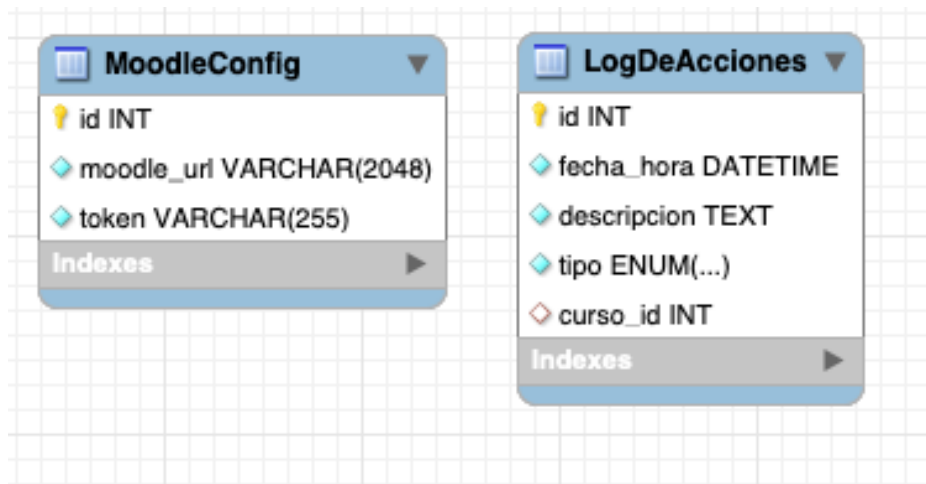 MoodleConfig
id INT
moodle_url VARCHAR(2048)
token VARCHAR(255)
Indexes
LogDeAcciones
id INT
fecha_hora DATETIME
descripcion TEXT
tipo ENUM(...)
curso_id INT
Indexes